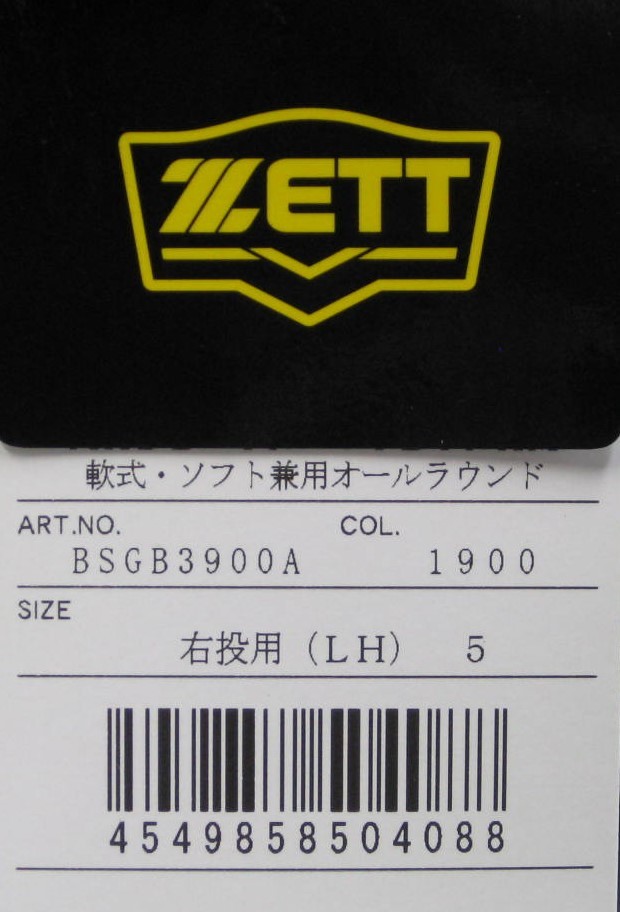 ZETT
軟式・ソフト兼用オールラウンド
ART.NO. COL.
BSGB3900A 1900
SIZE
右投用（LH） 5
4549858504088